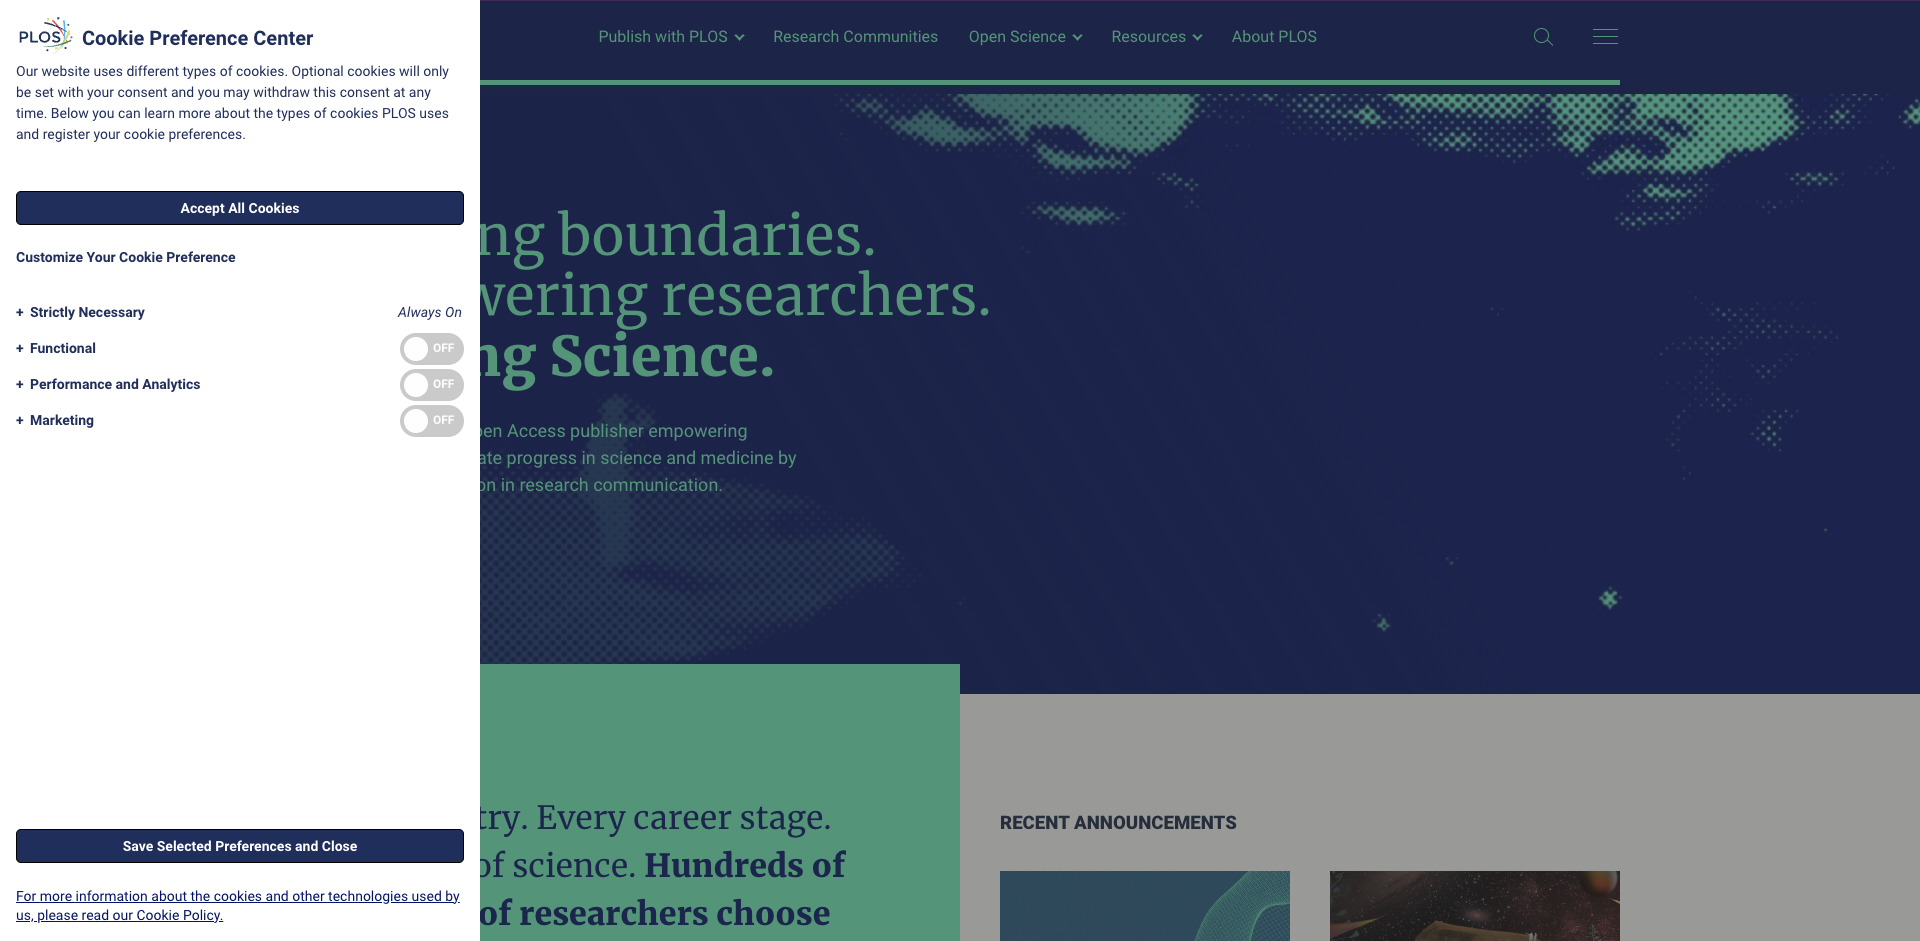 PLOS
Cookie Preference Center
Our website uses different types of cookies. Optional cookies will only
be set with your consent and you may withdraw this consent at any
time. Below you can learn more about the types of cookies PLOS uses
and register your cookie preferences.
Accept All Cookies
Customize Your Cookie Preference
+ Strictly Necessary Always On
+ Functional OFF
+ Performance and Analytics OFF
+ Marketing OFF
Save Selected Preferences and Close
For more information about the cookies and other technologies used by
us, please read our Cookie Policy.
Publish with PLOS Research Communities Open Science Resources About PLOS
ng boundaries.
wering researchers.
ng Science.
pen Access publisher empowering
ate progress in science and medicine by
on in research communication.
try. Every career stage.
of science. Hundreds of
of researchers choose
RECENT ANNOUNCEMENTS